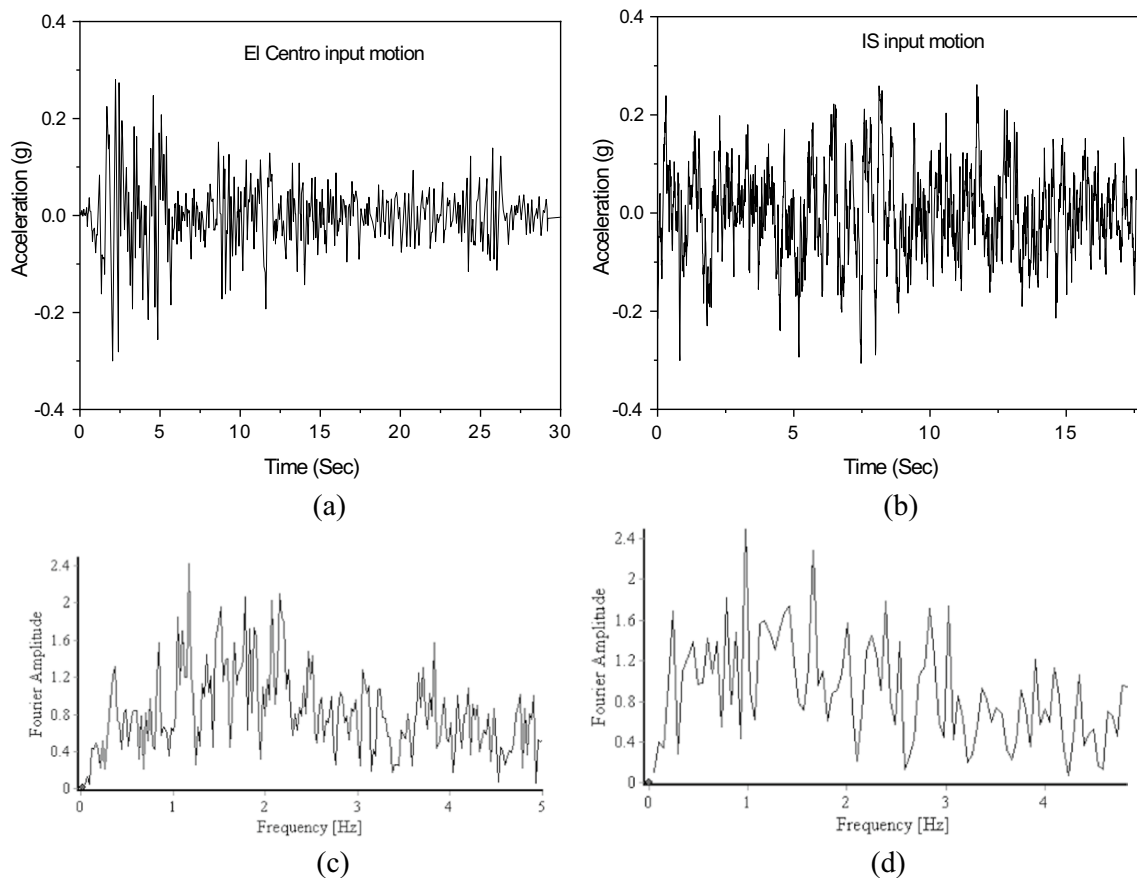 El Centro input motion
Acceleration (g)
0.4
0.2
0.0
-0.2
-0.4
0 5 10 15 20 25 30
Time (Sec)
(a)
IS input motion
Acceleration (g)
0.4
0.2
0.0
-0.2
-0.4
0 5 10 15
Time (Sec)
(b)
Fourier Amplitude
2.4
2
1.6
1.2
0.8
0.4
0
0 1 2 3 4 5
Frequency [Hz]
(c)
Fourier Amplitude
2.4
2
1.6
1.2
0.8
0.4
0
0 1 2 3 4
Frequency [Hz]
(d)